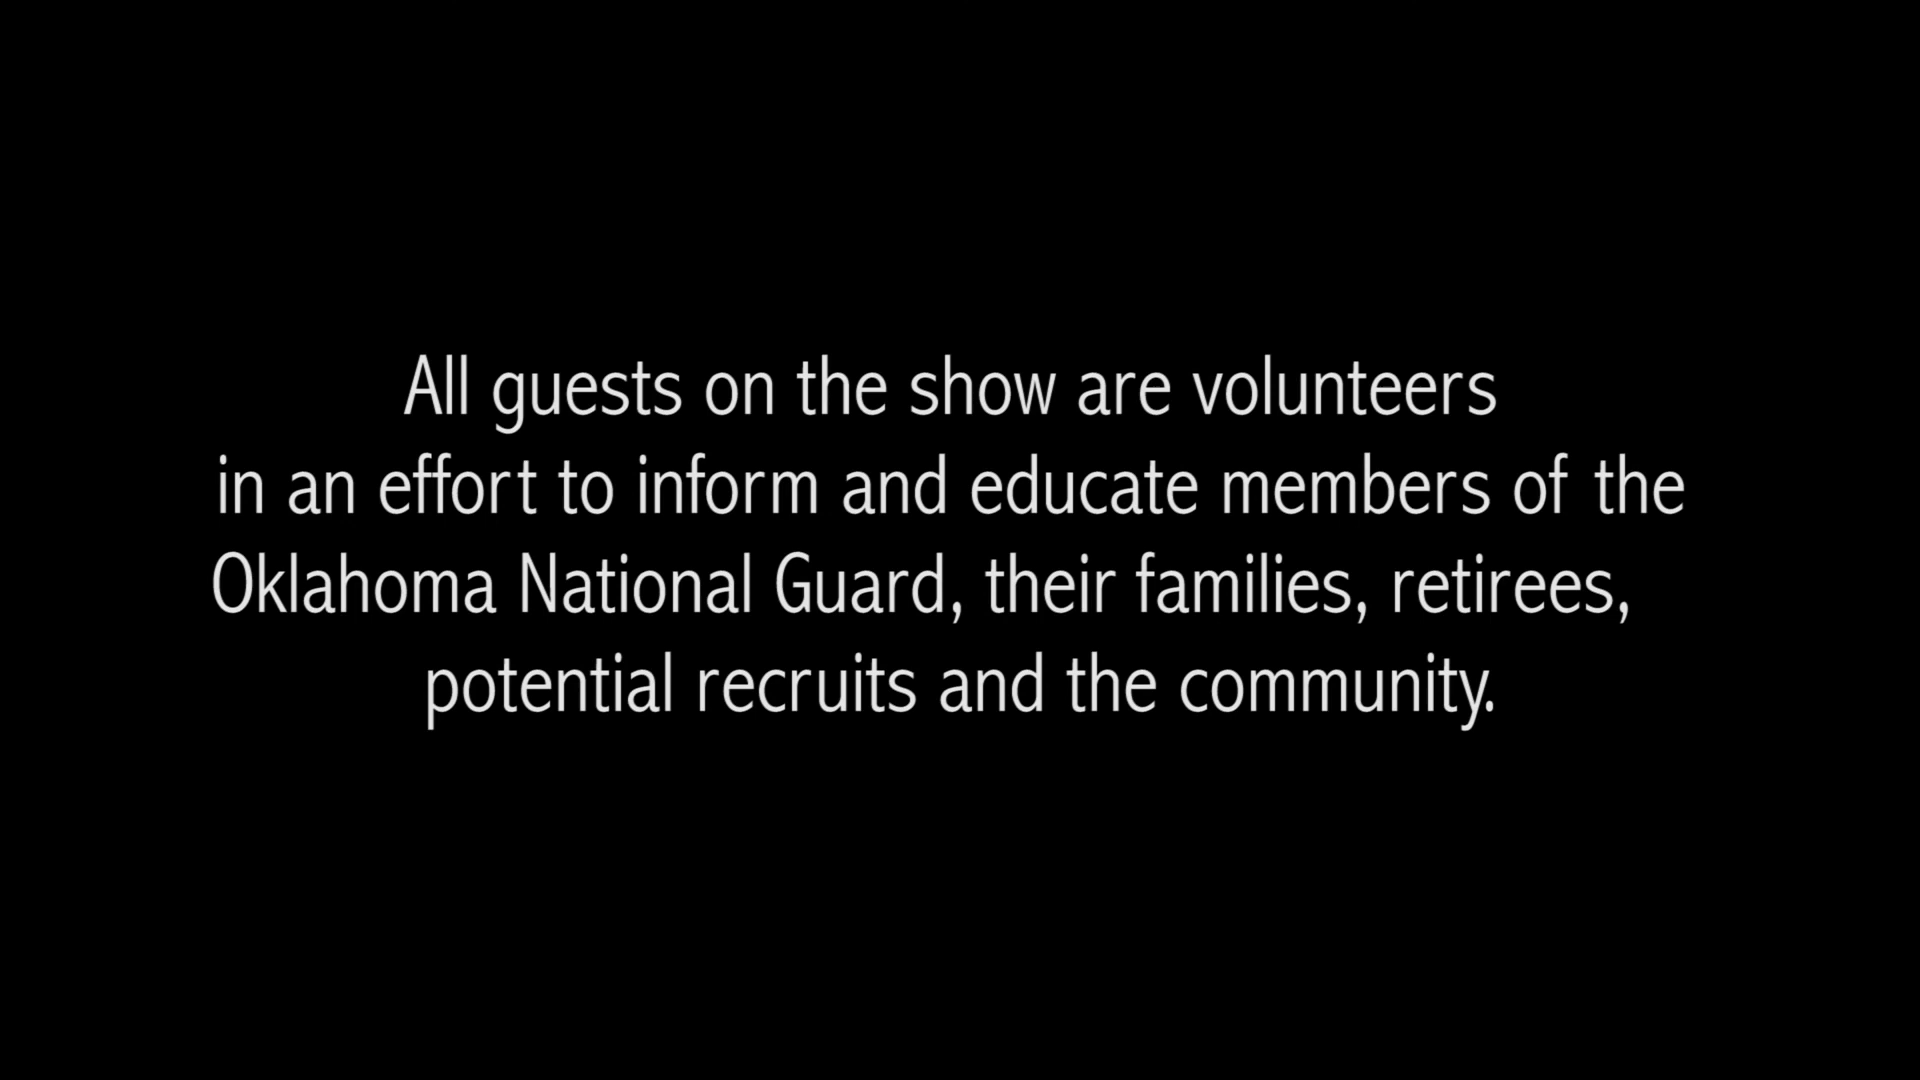 All guests on the show are volunteers
in an effort to inform and educate members of the
Oklahoma National Guard, their families, retirees,
potential recruits and the community.